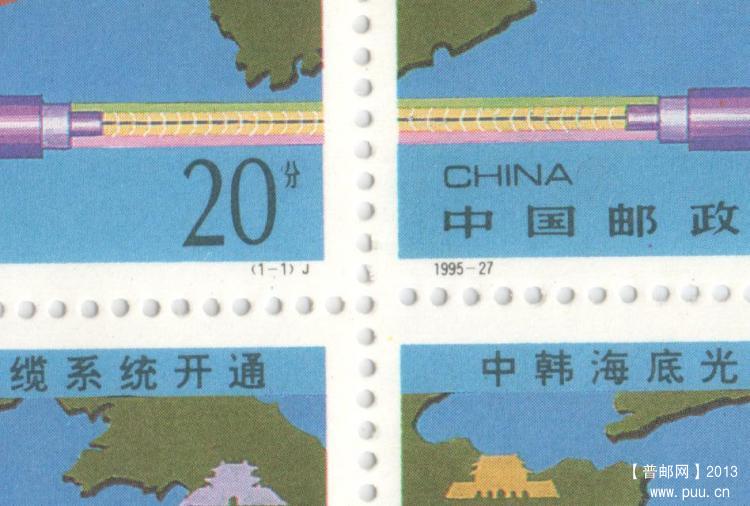 20分
CHINA
中国邮政
(1-1) J
1995-27
缆系统开通
中韩海底光
【普邮网】2013
www.puu.cn